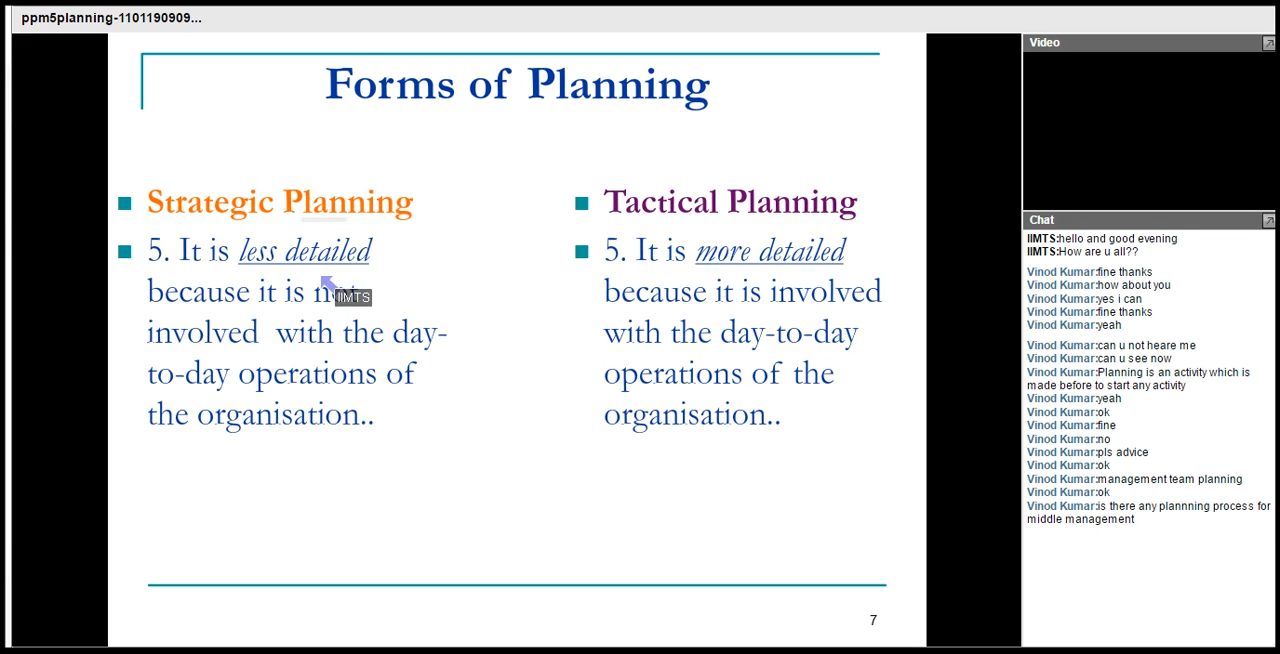 ppm5planning-1101190909...
Forms of Planning
Strategic Planning
5. It is less detailed
because it is not
involved with the day-
to-day operations of
the organisation..
IIMTS
Tactical Planning
5. It is more detailed
because it is involved
with the day-to-day
operations of the
organisation..
7
Video
Chat
IIMTS:hello and good evening
IIMTS:How are u all??
Vinod Kumar:fine thanks
Vinod Kumar:how about you
Vinod Kumar:yes i can
Vinod Kumar:fine thanks
Vinod Kumar:yeah
Vinod Kumar:can u not heare me
Vinod Kumar:can u see now
Vinod Kumar:Planning is an activity which is
made before to start any activity
Vinod Kumar:yeah
Vinod Kumar:ok
Vinod Kumar:fine
Vinod Kumar:no
Vinod Kumar:pls advice
Vinod Kumar:ok
Vinod Kumar:management team planning
Vinod Kumar:ok
Vinod Kumar:is there any plannning process for
middle management